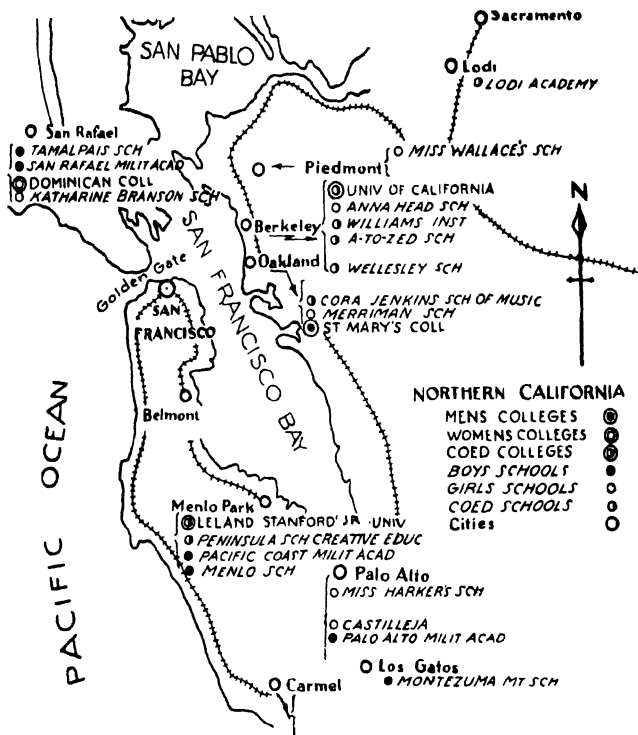 Sacramento
SAN PABLO
BAY
Lodi
LODI ACADEMY
San Rafael
TAMALPAIS SCH
SAN RAFAEL MILIT ACAD
DOMINICAN COLL
KATHARINE BRANSON SCH
Piedmont
MISS WALLACE'S SCH
UNIV OF CALIFORNIA
ANNA HEAD SCH
Berkeley
WILLIAMS INST
A-TO-ZED SCH
Oakland
WELLESLEY SCH
N
Golden Gate
SAN
FRANCISCO
SAN FRANCISCO BAY
CORA JENKINS SCH OF MUSIC
MERRIMAN SCH
ST MARY'S COLL
Belmont
PACIFIC OCEAN
NORTHERN CALIFORNIA
MENS COLLEGES
WOMENS COLLEGES
COED COLLEGES
BOYS SCHOOLS
GIRLS SCHOOLS
COED SCHOOLS
Cities
Menlo Park
LELAND STANFORD JR UNIV
PENINSULA SCH CREATIVE EDUC
PACIFIC COAST MILIT ACAD
MENLO SCH
Palo Alto
MISS HARKER'S SCH
CASTILLEJA
PALO ALTO MILIT ACAD
Los Gatos
MONTEZUMA MT SCH
Carmel